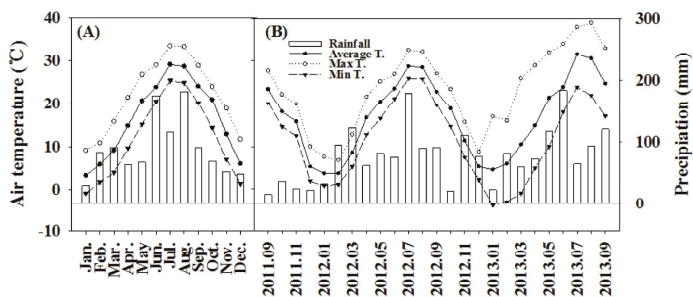 (A)
(B)
Rainfall
Average T.
Max T.
Min T.
Air temperature (℃)
40
30
20
10
0
-10
300
200
100
0
Precipiation (mm)
Jan.
Feb.
Mar.
Apr.
May
Jun.
Jul.
Aug.
Sep.
Oct.
Nov.
Dec.
2011.09
2011.11
2012.01
2012.03
2012.05
2012.07
2012.09
2012.11
2013.01
2013.03
2013.05
2013.07
2013.09